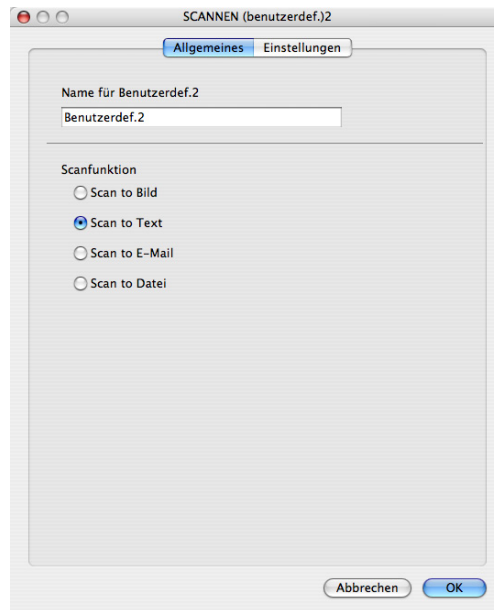 SCANNEN (benutzerdef.)2
Allgemeines Einstellungen
Name für Benutzerdef.2
Benutzerdef.2
Scanfunktion
Scan to Bild
Scan to Text
Scan to E-Mail
Scan to Datei
Abbrechen OK